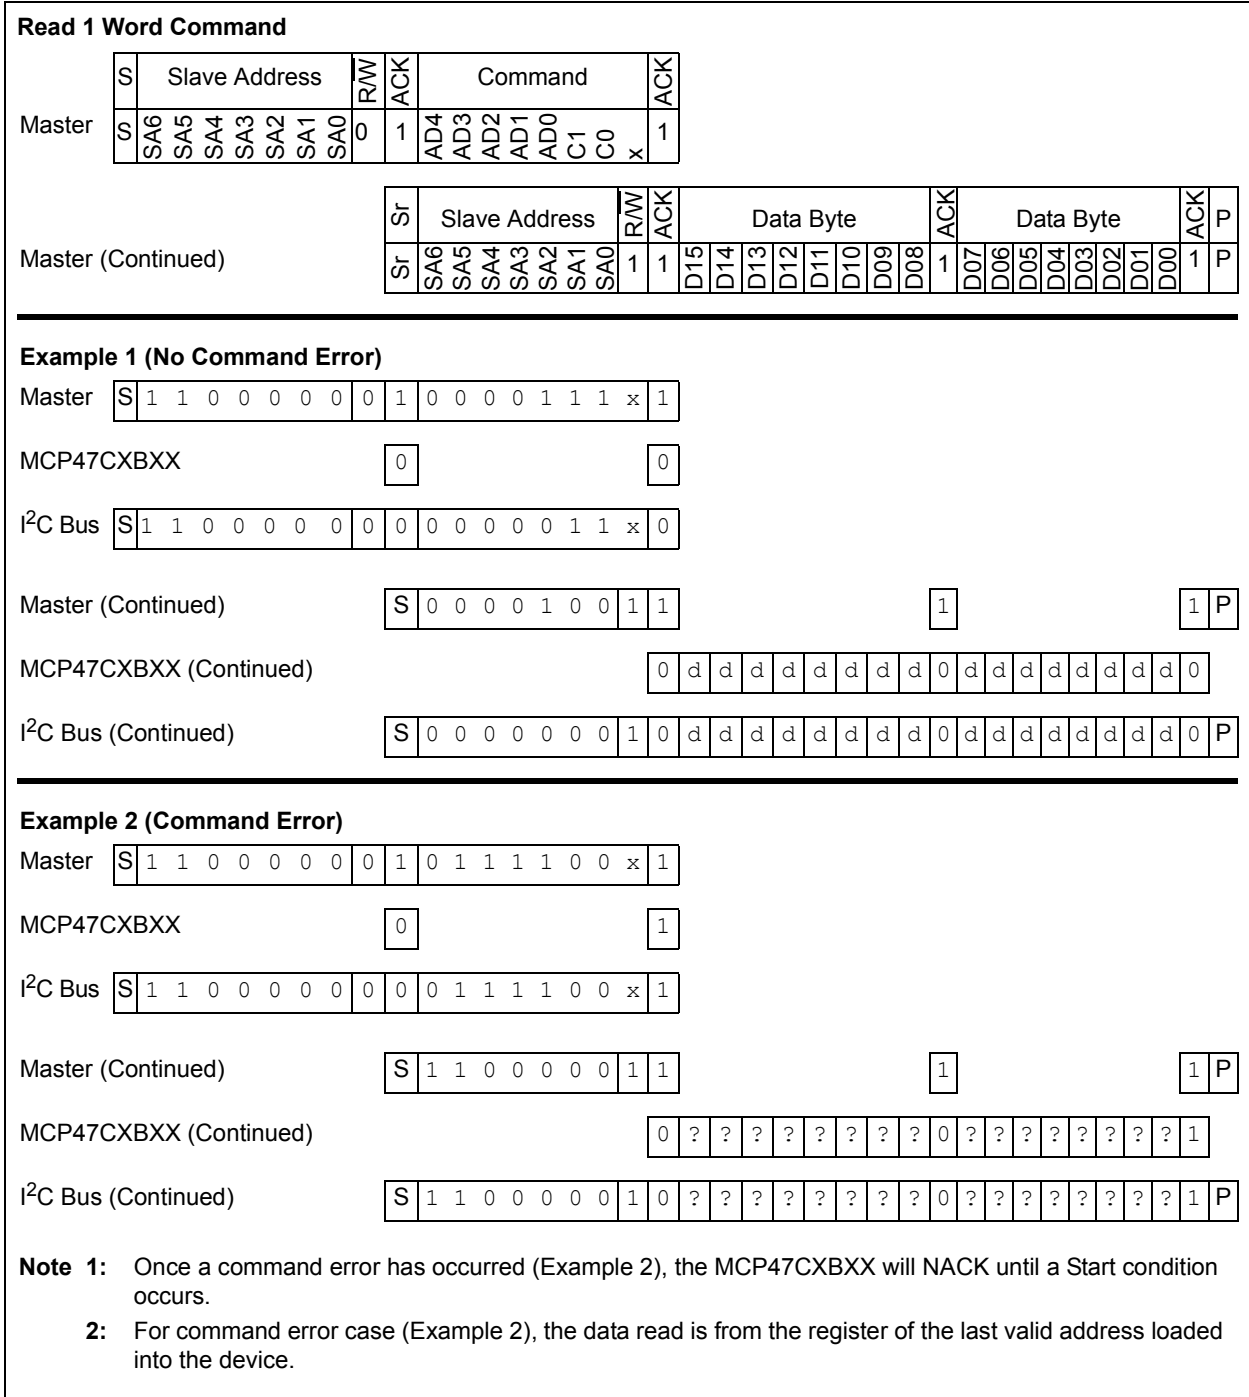 Read 1 Word Command
S Slave Address R/W ACK Command ACK
Master S SA6 SA5 SA4 SA3 SA2 SA1 SA0 0 1 AD4 AD3 AD2 AD1 AD0 C1 C0 x 1
Sr Slave Address R/W ACK Data Byte ACK Data Byte ACK P
Master (Continued) Sr SA6 SA5 SA4 SA3 SA2 SA1 SA0 1 1 D15 D14 D13 D12 D11 D10 D09 D08 1 D07 D06 D05 D04 D03 D02 D01 D00 1 P
Example 1 (No Command Error)
Master S 1 1 0 0 0 0 0 0 1 0 0 0 0 1 1 1 x 1
MCP47CXBXX 0 0
I2C Bus S 1 1 0 0 0 0 0 0 0 0 0 0 0 0 1 1 x 0
Master (Continued) S 0 0 0 0 1 0 0 1 1 1 1 P
MCP47CXBXX (Continued) 0 d d d d d d d d 0 d d d d d d d d 0
I2C Bus (Continued) S 0 0 0 0 0 0 0 1 0 d d d d d d d d 0 d d d d d d d d 0 P
Example 2 (Command Error)
Master S 1 1 0 0 0 0 0 0 1 0 1 1 1 1 0 0 x 1
MCP47CXBXX 0 1
I2C Bus S 1 1 0 0 0 0 0 0 0 0 1 1 1 1 0 0 x 1
Master (Continued) S 1 1 0 0 0 0 0 1 1 1 1 P
MCP47CXBXX (Continued) 0 ? ? ? ? ? ? ? ? 0 ? ? ? ? ? ? ? ? 1
I2C Bus (Continued) S 1 1 0 0 0 0 0 1 0 ? ? ? ? ? ? ? ? 0 ? ? ? ? ? ? ? ? 1 P
Note 1: Once a command error has occurred (Example 2), the MCP47CXBXX will NACK until a Start condition
occurs.
2: For command error case (Example 2), the data read is from the register of the last valid address loaded
into the device.